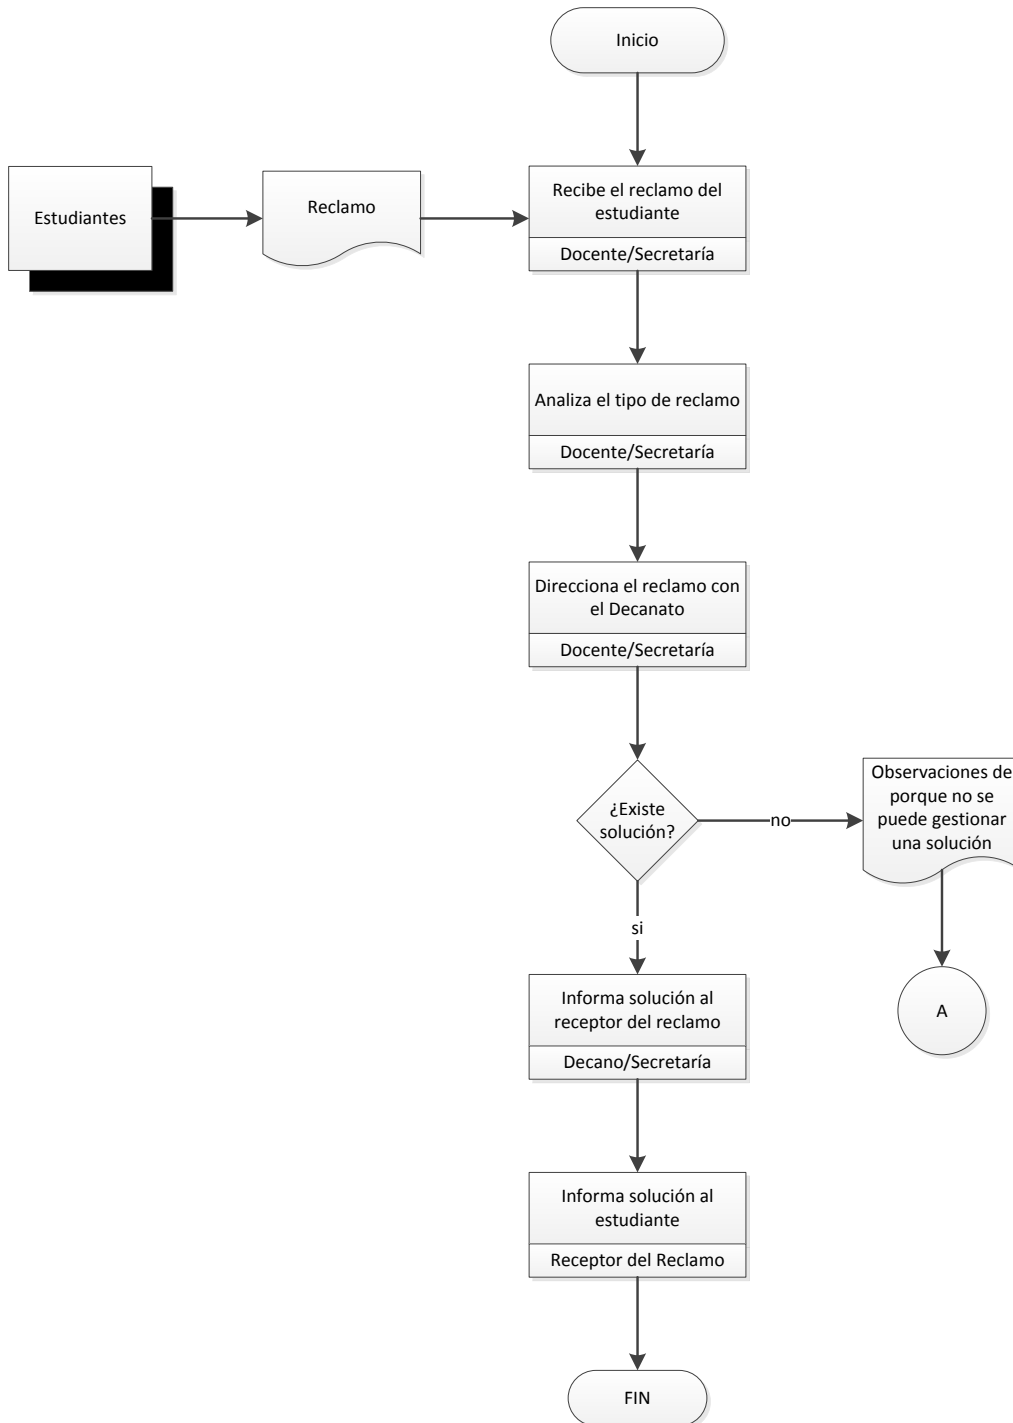 Inicio
Estudiantes
Reclamo
Recibe el reclamo del
estudiante
Docente/Secretaría
Analiza el tipo de reclamo
Docente/Secretaría
Direcciona el reclamo con
el Decanato
Docente/Secretaría
¿Existe
solución?
no
Observaciones de
porque no se
puede gestionar
una solución
si
A
Informa solución al
receptor del reclamo
Decano/Secretaría
Informa solución al
estudiante
Receptor del Reclamo
FIN